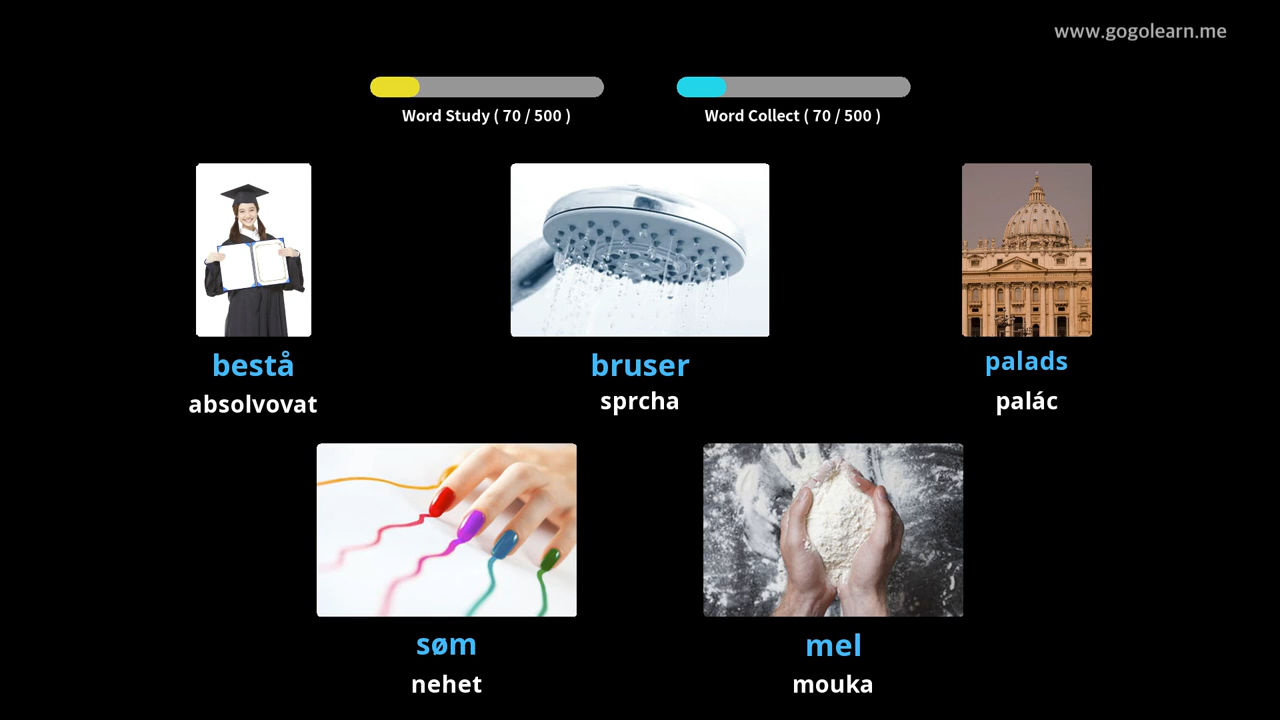 www.gogolearn.me
Word Study ( 70 / 500 )
Word Collect ( 70 / 500 )
bestå
absolvovat
bruser
sprcha
palads
palác
søm
nehet
mel
mouka